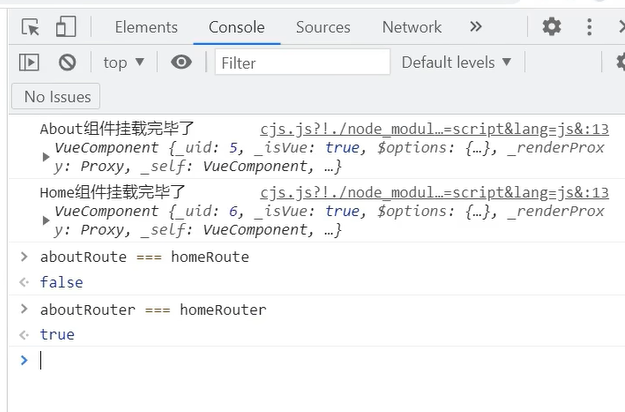 Elements Console Sources Network »
top ▼ Filter Default levels ▼
No Issues
About组件挂载完毕了 cjs.js?!./node_modul…=script&lang=js&:13
VueComponent {_uid: 5, _isVue: true, $options: {…}, _renderProx
y: Proxy, _self: VueComponent, …}
Home组件挂载完毕了 cjs.js?!./node_modul…=script&lang=js&:13
VueComponent {_uid: 6, _isVue: true, $options: {…}, _renderProx
y: Proxy, _self: VueComponent, …}
> aboutRoute === homeRoute
false
> aboutRouter === homeRouter
true
>